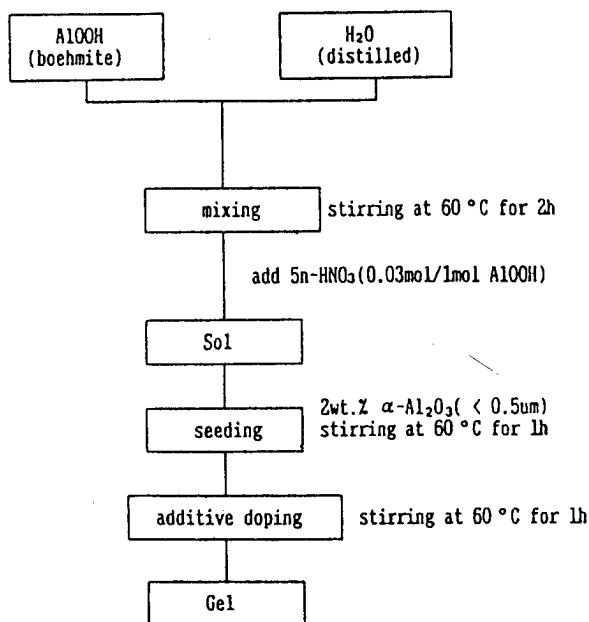 AlOOH
(boehmite)
H₂O
(distilled)
mixing
stirring at 60 °C for 2h
add 5n-HNO₃(0.03mol/1mol AlOOH)
Sol
2wt.% α-Al₂O₃( < 0.5um)
seeding
stirring at 60 °C for 1h
additive doping
stirring at 60 °C for 1h
Gel